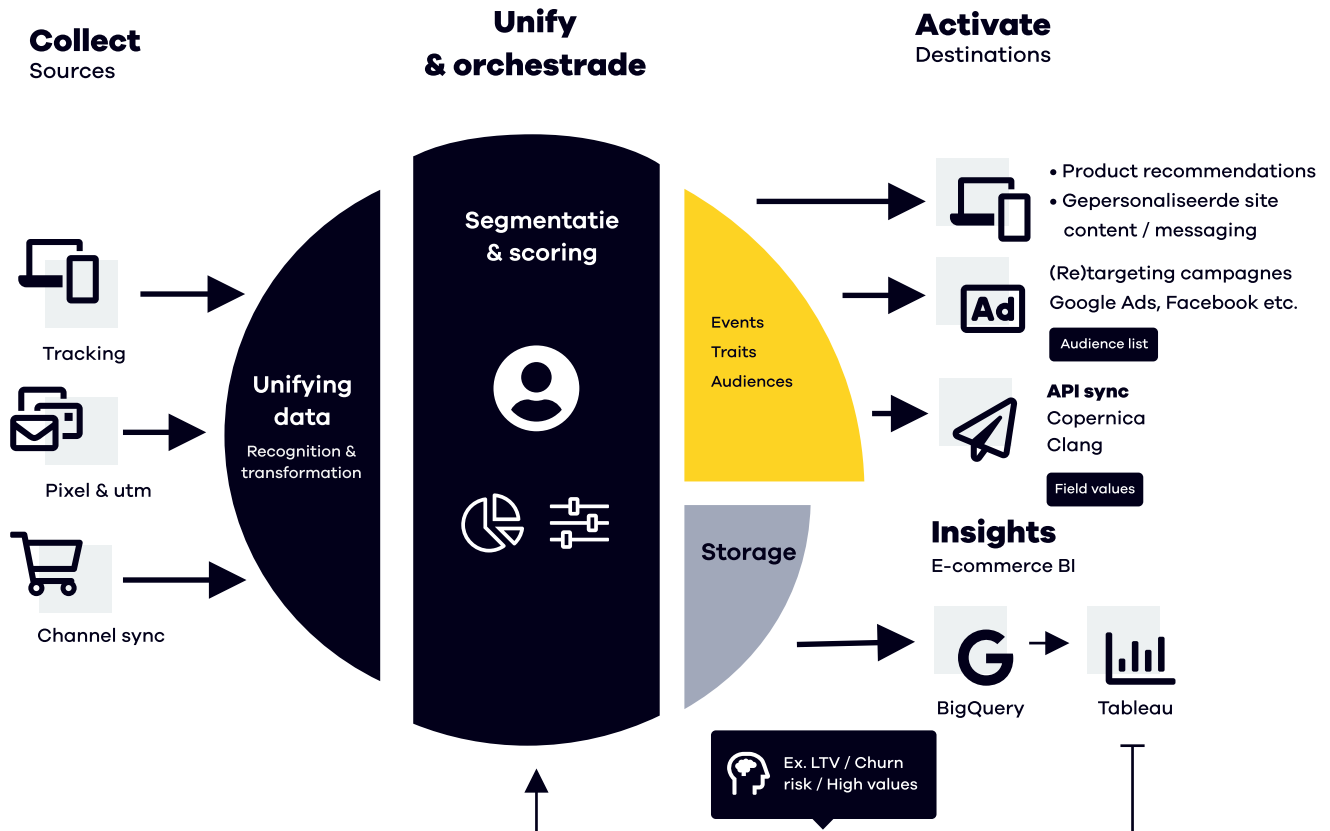 Collect
Sources
Unify
& orchestrade
Activate
Destinations
Tracking
Pixel & utm
Channel sync
Unifying
data
Recognition &
transformation
Segmentatie
& scoring
Events
Traits
Audiences
Storage
• Product recommendations
• Gepersonaliseerde site
content / messaging
Ad
(Re)targeting campagnes
Google Ads, Facebook etc.
Audience list
API sync
Copernica
Clang
Field values
Insights
E-commerce BI
G
BigQuery
Tableau
Ex. LTV / Churn
risk / High values